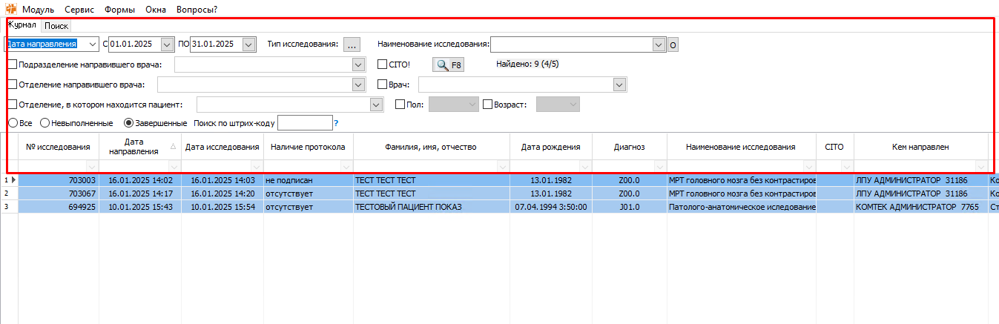 Модуль Сервис Формы Окна Вопросы?
Журнал Поиск
Дата направления С 01.01.2025 ПО 31.01.2025 Тип исследования: ... Наименование исследования: О
Подразделение направившего врача: CITO! F8 Найдено: 9 (4/5)
Отделение направившего врача: Врач:
Отделение, в котором находится пациент: Пол: Возраст:
Все Невыполненные Завершенные Поиск по штрих-коду ?
№ исследования Дата направления Дата исследования Наличие протокола Фамилия, имя, отчество Дата рождения Диагноз Наименование исследования CITO Кем направлен
1 703003 16.01.2025 14:02 16.01.2025 14:03 не подписан ТЕСТ ТЕСТ ТЕСТ 13.01.1982 Z00.0 МРТ головного мозга без контрастиров ЛПУ АДМИНИСТРАТОР 31186 Ко
2 703067 16.01.2025 14:17 16.01.2025 14:20 отсутствует ТЕСТ ТЕСТ ТЕСТ 13.01.1982 Z00.0 МРТ головного мозга без контрастиров ЛПУ АДМИНИСТРАТОР 31186 Ко
3 694925 10.01.2025 15:43 10.01.2025 15:54 отсутствует ТЕСТОВЫЙ ПАЦИЕНТ ПОКАЗ 07.04.1994 3:50:00 J01.0 Патолого-анатомическое иследование КОМТЕК АДМИНИСТРАТОР 7765 Ст